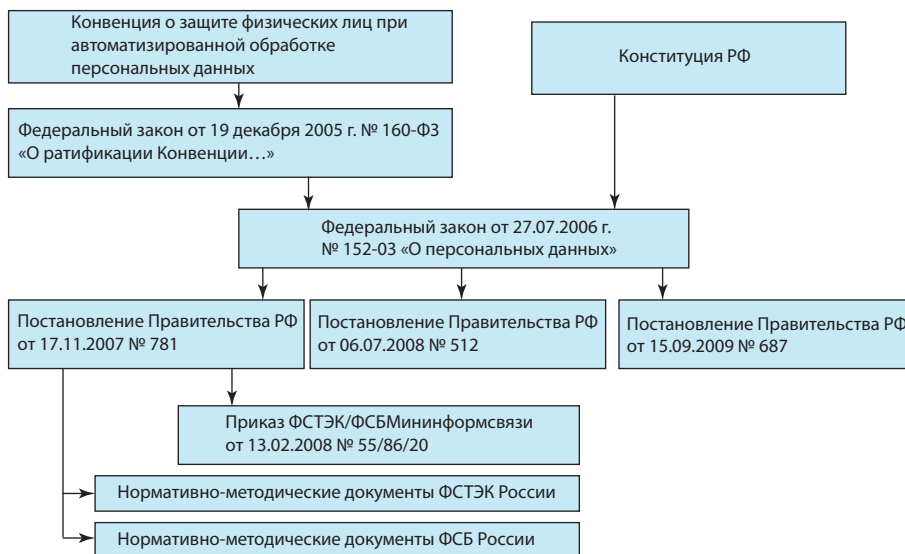 Конвенция о защите физических лиц при
автоматизированной обработке
персональных данных
Конституция РФ
Федеральный закон от 19 декабря 2005 г. № 160-ФЗ
«О ратификации Конвенции…»
Федеральный закон от 27.07.2006 г.
№ 152-03 «О персональных данных»
Постановление Правительства РФ
от 17.11.2007 № 781
Постановление Правительства РФ
от 06.07.2008 № 512
Постановление Правительства РФ
от 15.09.2009 № 687
Приказ ФСТЭК/ФСБМининформсвязи
от 13.02.2008 № 55/86/20
Нормативно-методические документы ФСТЭК России
Нормативно-методические документы ФСБ России